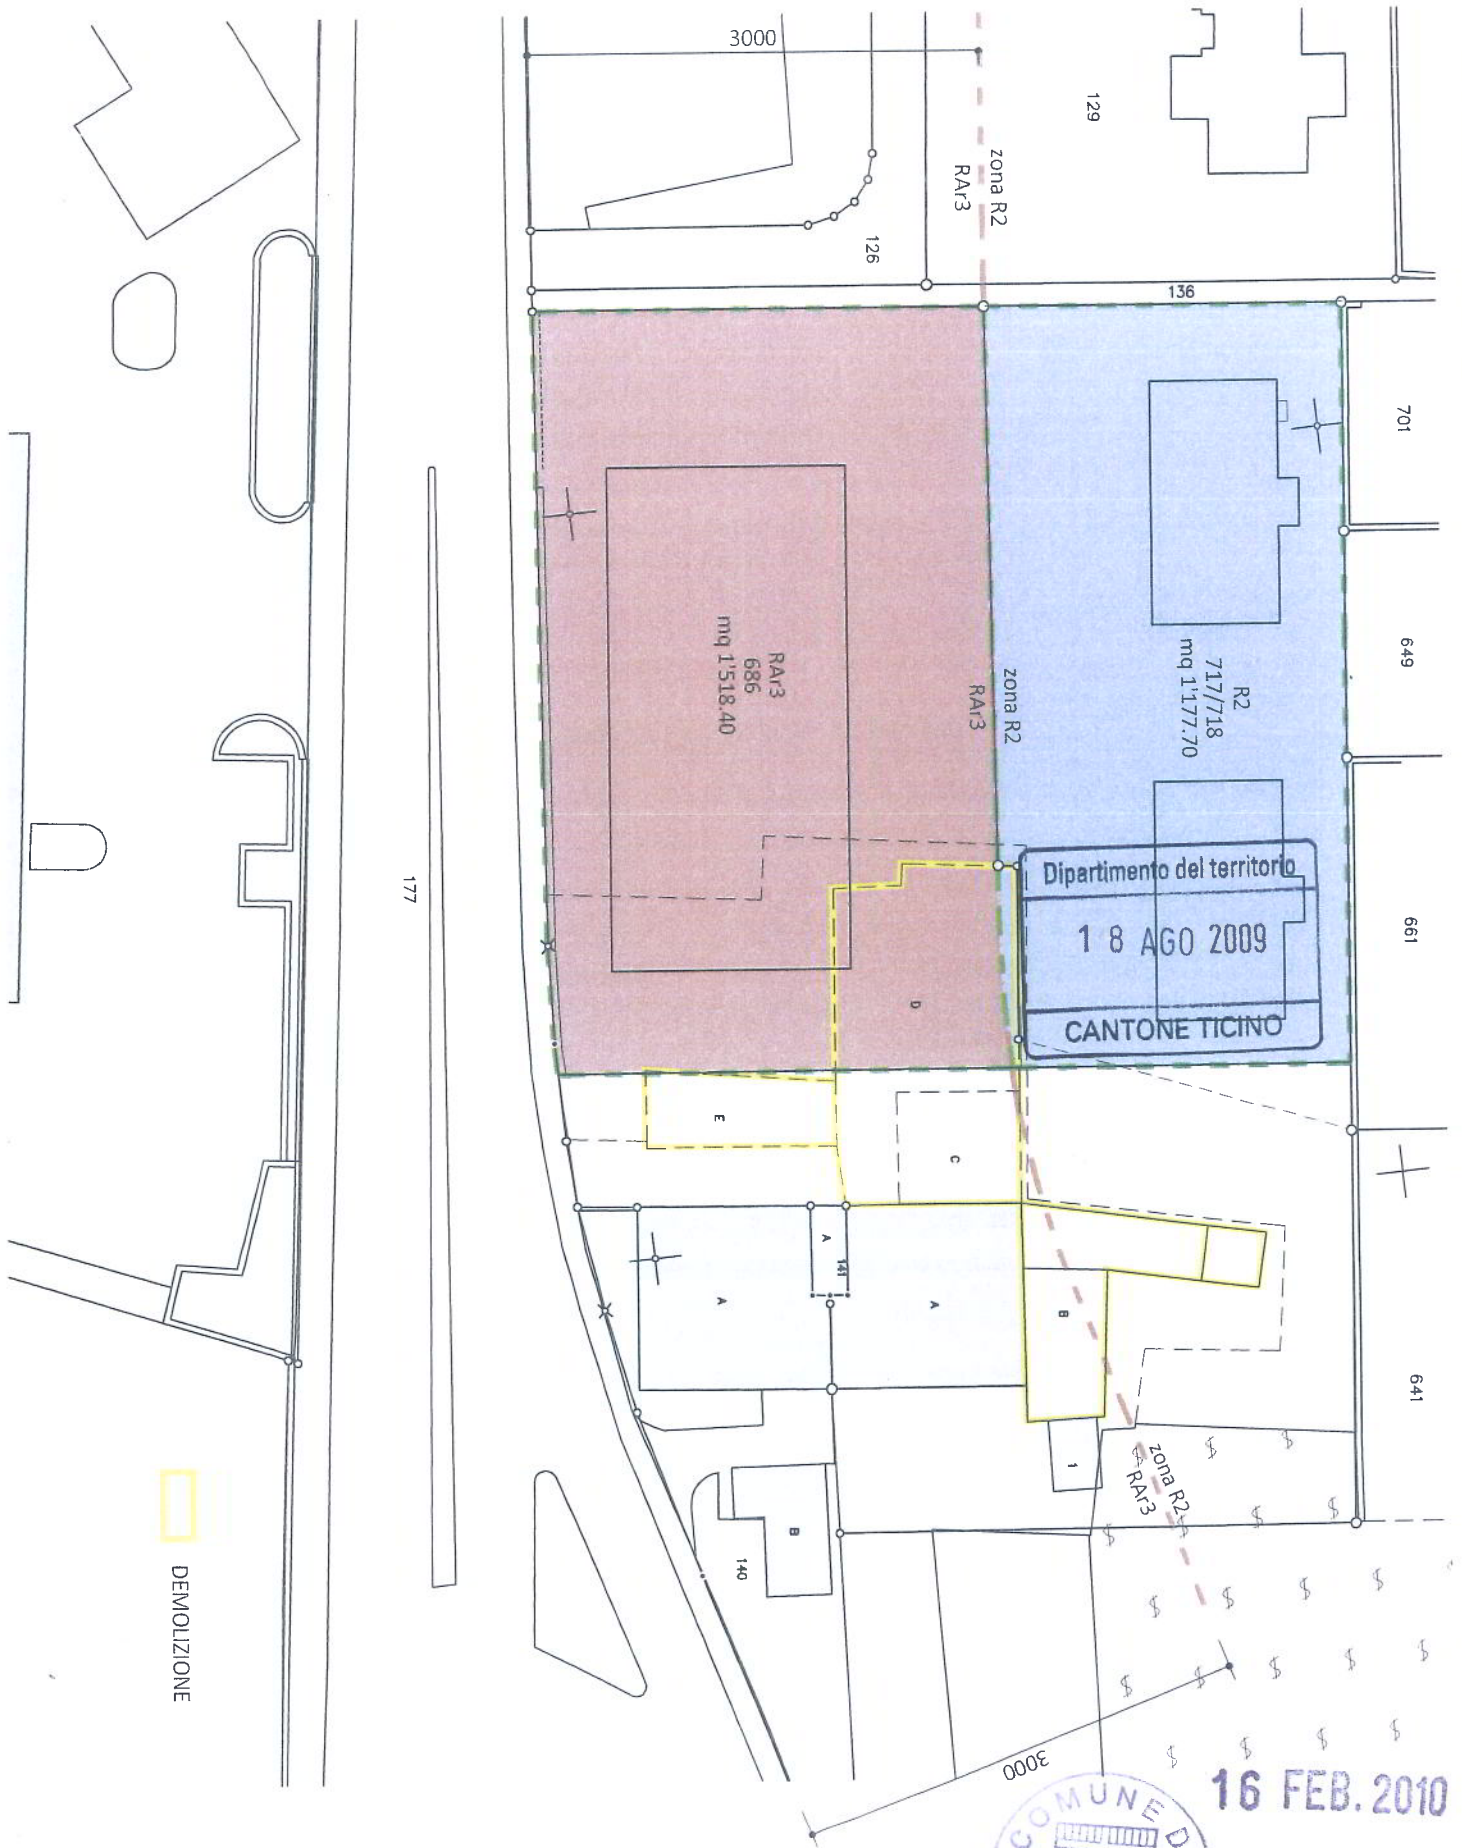 3000
129
zona R2
RAr3
126
136
701
649
661
641
R2
717/718
mq 1'177.70
RAr3
686
mq 1'518.40
zona R2
RAr3
Dipartimento del territorio
18 AGO 2009
CANTONE TICINO
177
D
E
C
A
141
A
A
B
1
B
140
zona R2
RAr3
DEMOLIZIONE
3000
16 FEB. 2010
COMUNE D